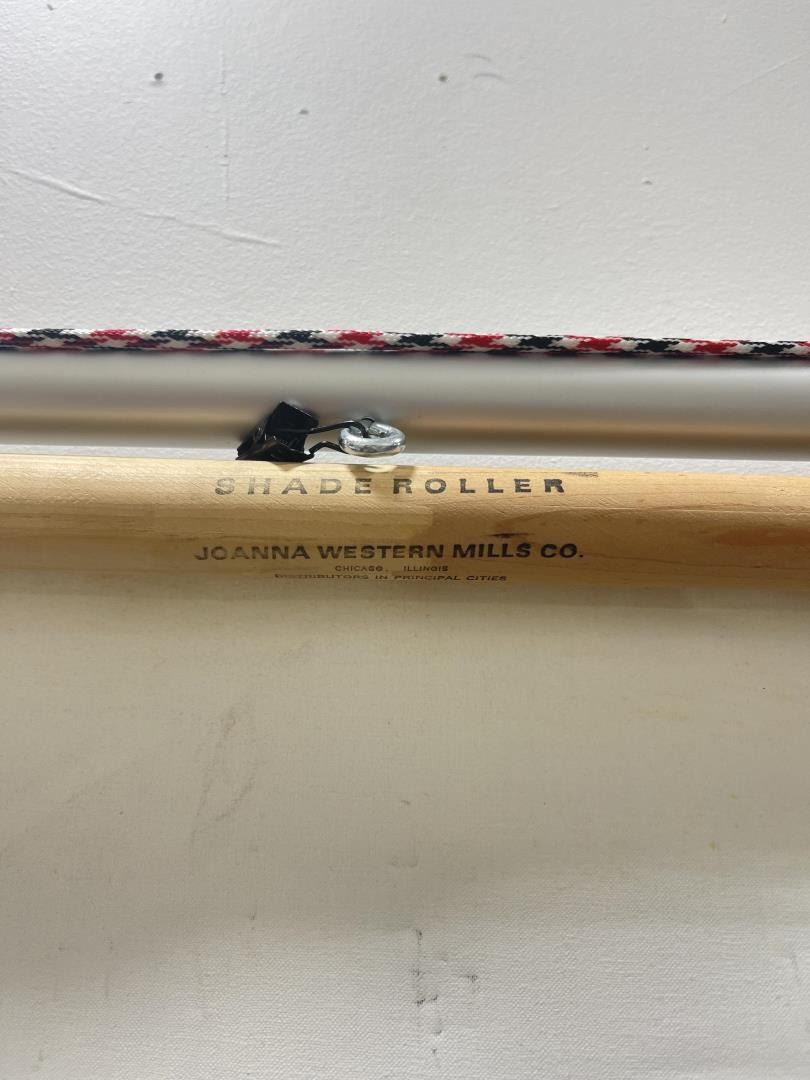 SHADE ROLLER
JOANNA WESTERN MILLS CO.
CHICAGO, ILLINOIS
DISTRIBUTORS IN PRINCIPAL CITIES